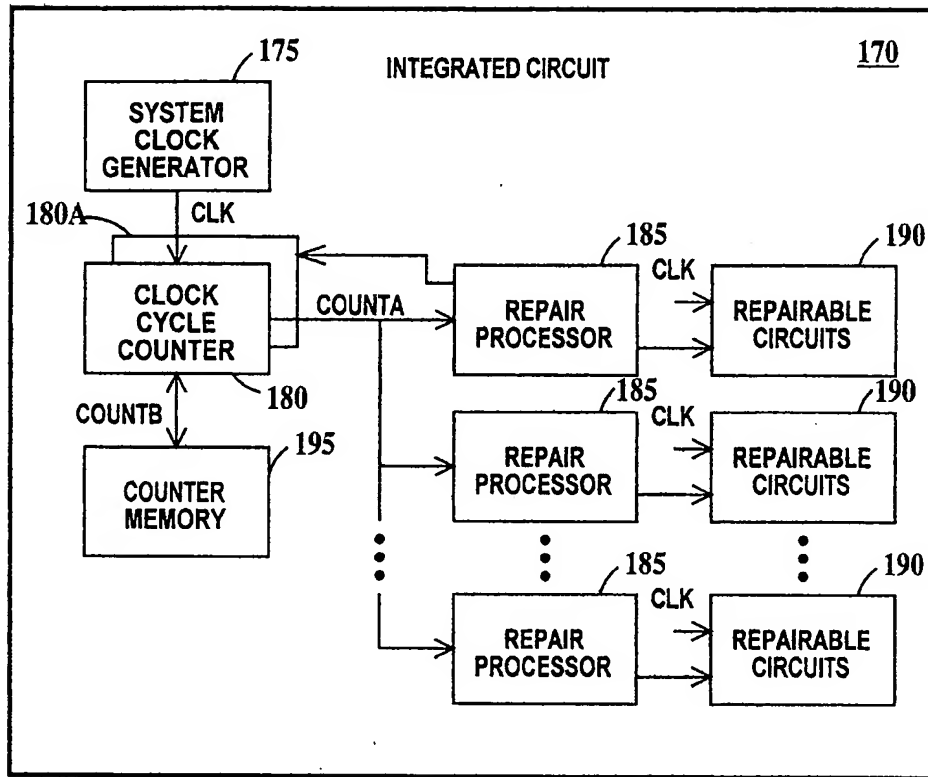 175
INTEGRATED CIRCUIT
170
SYSTEM
CLOCK
GENERATOR
CLK
180A
CLOCK
CYCLE
COUNTER
180
COUNTA
COUNTB
195
COUNTER
MEMORY
185
REPAIR
PROCESSOR
CLK
190
REPAIRABLE
CIRCUITS
185
REPAIR
PROCESSOR
CLK
190
REPAIRABLE
CIRCUITS
185
REPAIR
PROCESSOR
CLK
190
REPAIRABLE
CIRCUITS